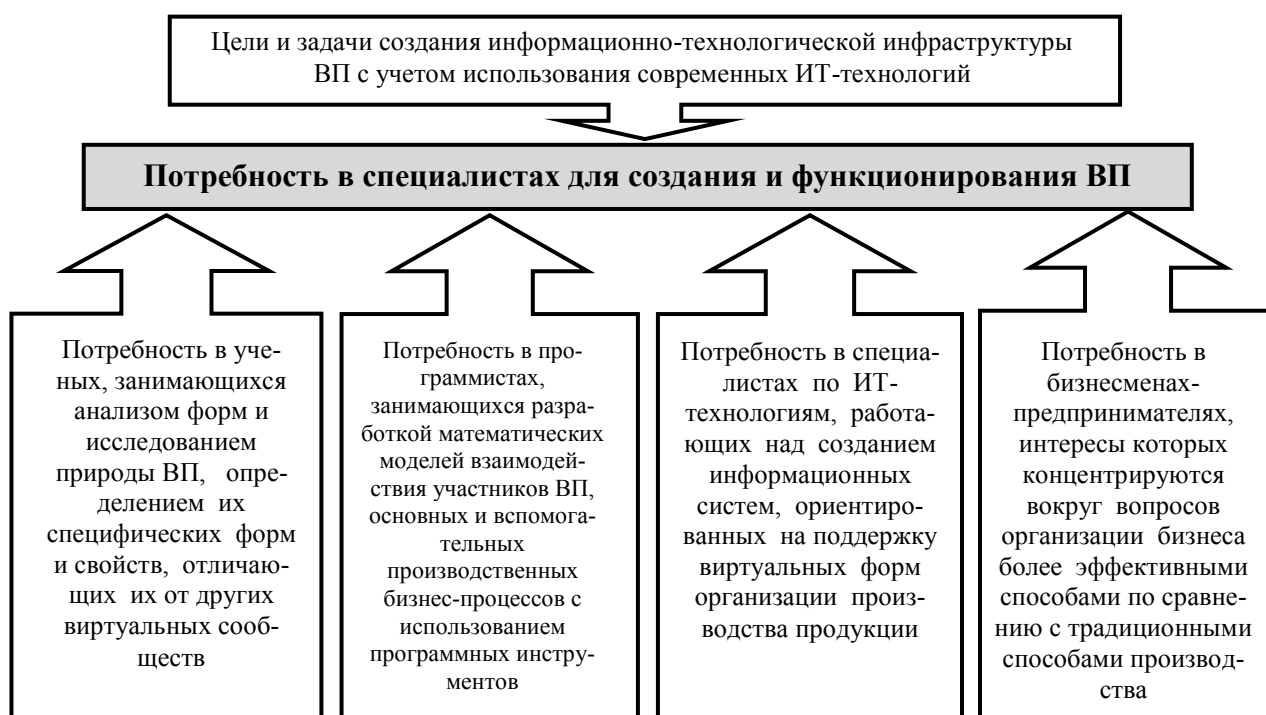 Цели и задачи создания информационно-технологической инфраструктуры
ВП с учетом использования современных ИТ-технологий
Потребность в специалистах для создания и функционирования ВП
Потребность в уче-
ных, занимающихся
анализом форм и
исследованием
природы ВП, опре-
делением их
специфических форм
и свойств, отличаю-
щих их от других
виртуальных сооб-
ществ
Потребность в про-
граммистах,
занимающихся разра-
боткой математических
моделей взаимодей-
ствия участников ВП,
основных и вспомога-
тельных
производственных
бизнес-процессов с
использованием
программных инстру-
ментов
Потребность в специа-
листах по ИТ-
технологиям, работа-
ющих над созданием
информационных
систем, ориентиро-
ванных на поддержку
виртуальных форм
организации произ-
водства продукции
Потребность в
бизнесменах-
предпринимателях,
интересы которых
концентрируются
вокруг вопросов
организации бизнеса
более эффективными
способами по сравне-
нию с традиционными
способами производ-
ства